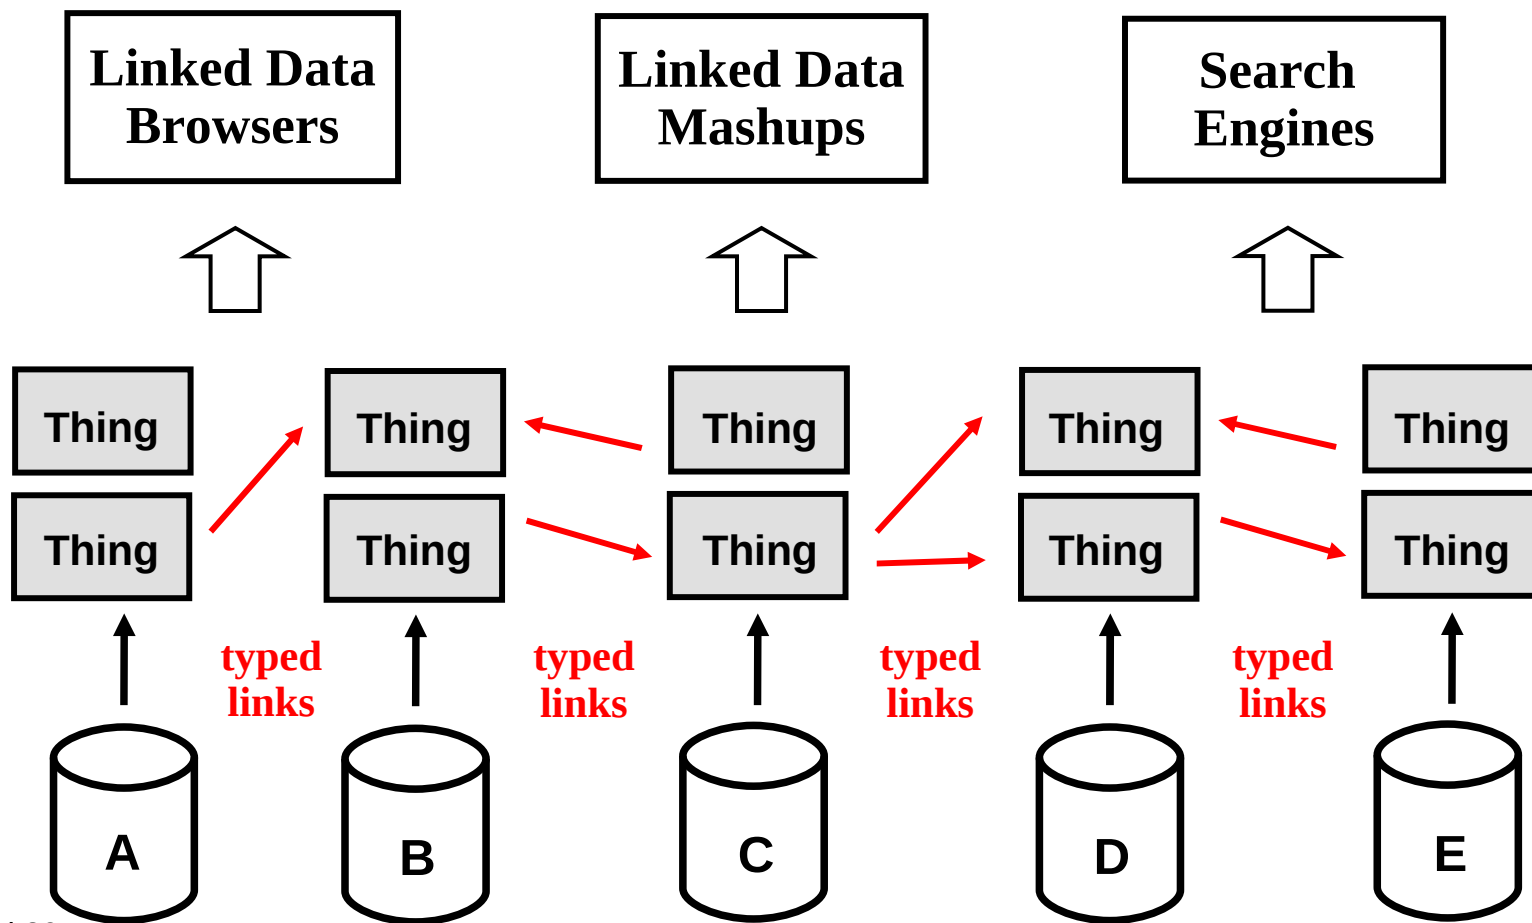 Linked Data
Browsers
Linked Data
Mashups
Search
Engines
Thing Thing Thing Thing Thing
Thing Thing Thing Thing Thing
typed
links
typed
links
typed
links
typed
links
A B C D E